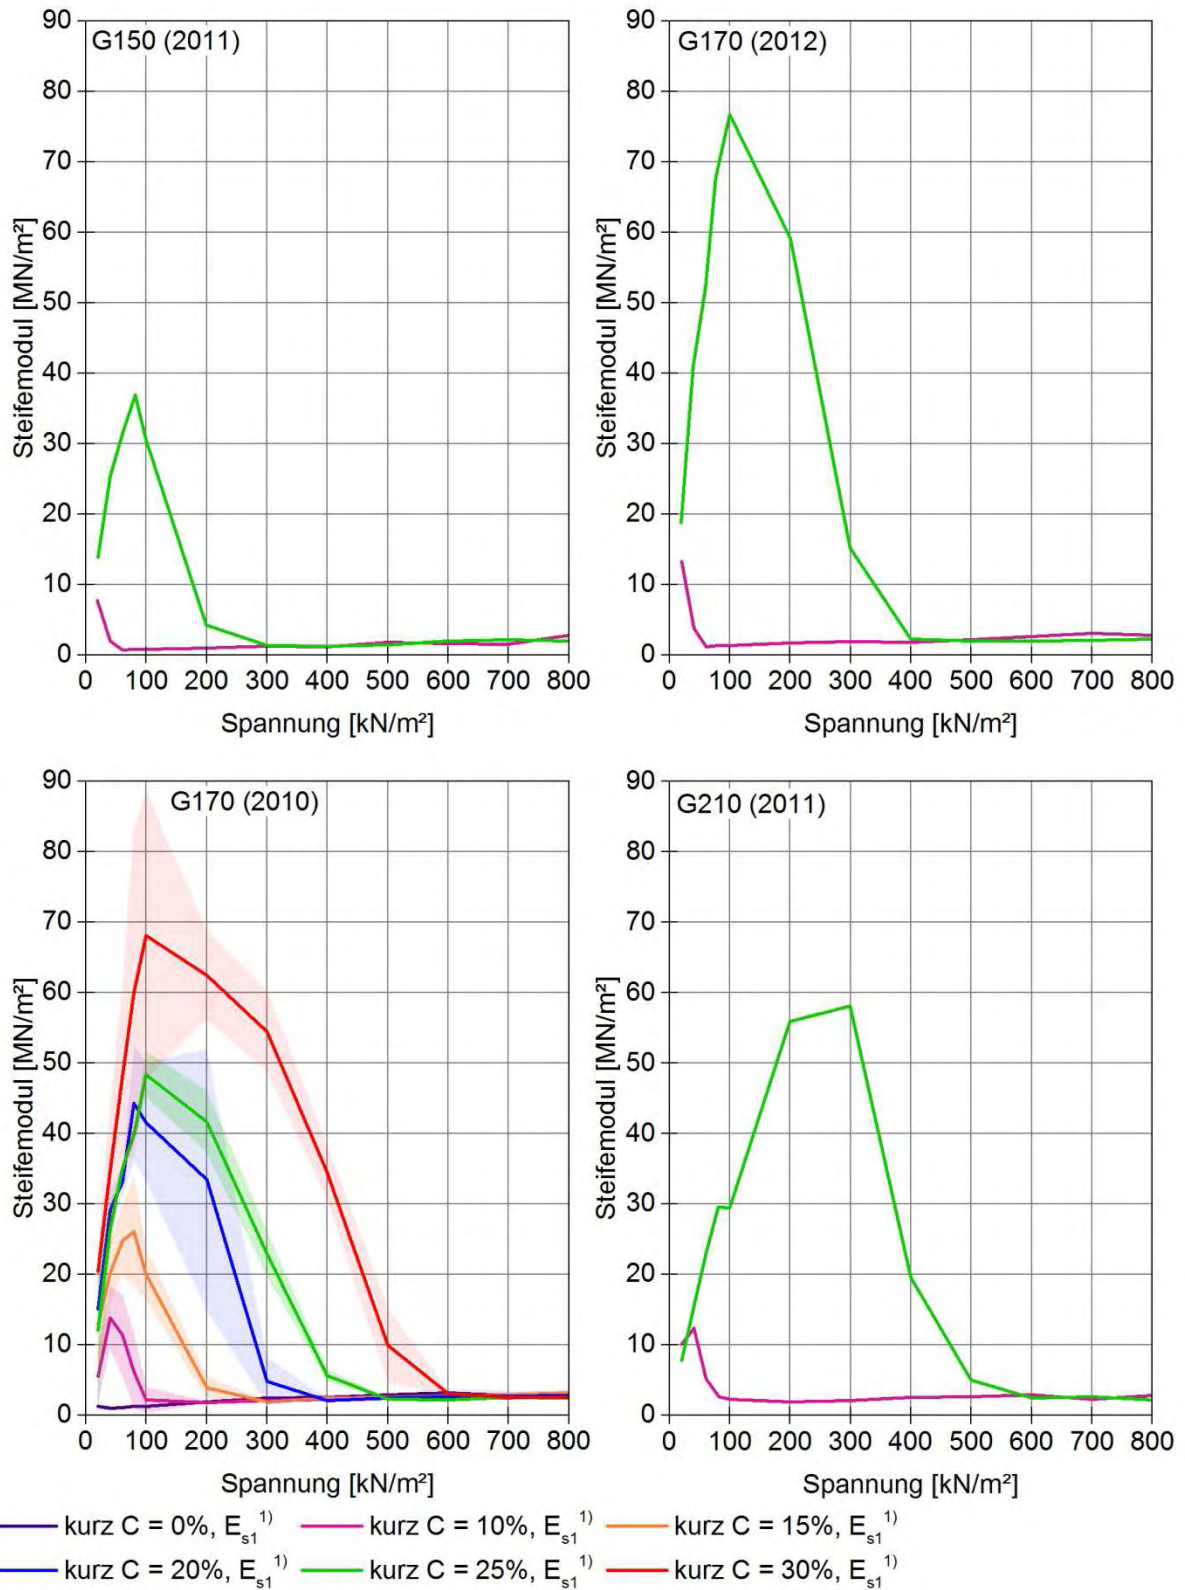 G150 (2011)
90
80
70
60
50
40
30
20
10
0
Steifemodul [MN/m²]
0 100 200 300 400 500 600 700 800
Spannung [kN/m²]
G170 (2012)
90
80
70
60
50
40
30
20
10
0
Steifemodul [MN/m²]
0 100 200 300 400 500 600 700 800
Spannung [kN/m²]
G170 (2010)
90
80
70
60
50
40
30
20
10
0
Steifemodul [MN/m²]
0 100 200 300 400 500 600 700 800
Spannung [kN/m²]
G210 (2011)
90
80
70
60
50
40
30
20
10
0
Steifemodul [MN/m²]
0 100 200 300 400 500 600 700 800
Spannung [kN/m²]
kurz C = 0%, Es1 1) kurz C = 10%, Es1 1) kurz C = 15%, Es1 1)
kurz C = 20%, Es1 1) kurz C = 25%, Es1 1) kurz C = 30%, Es1 1)